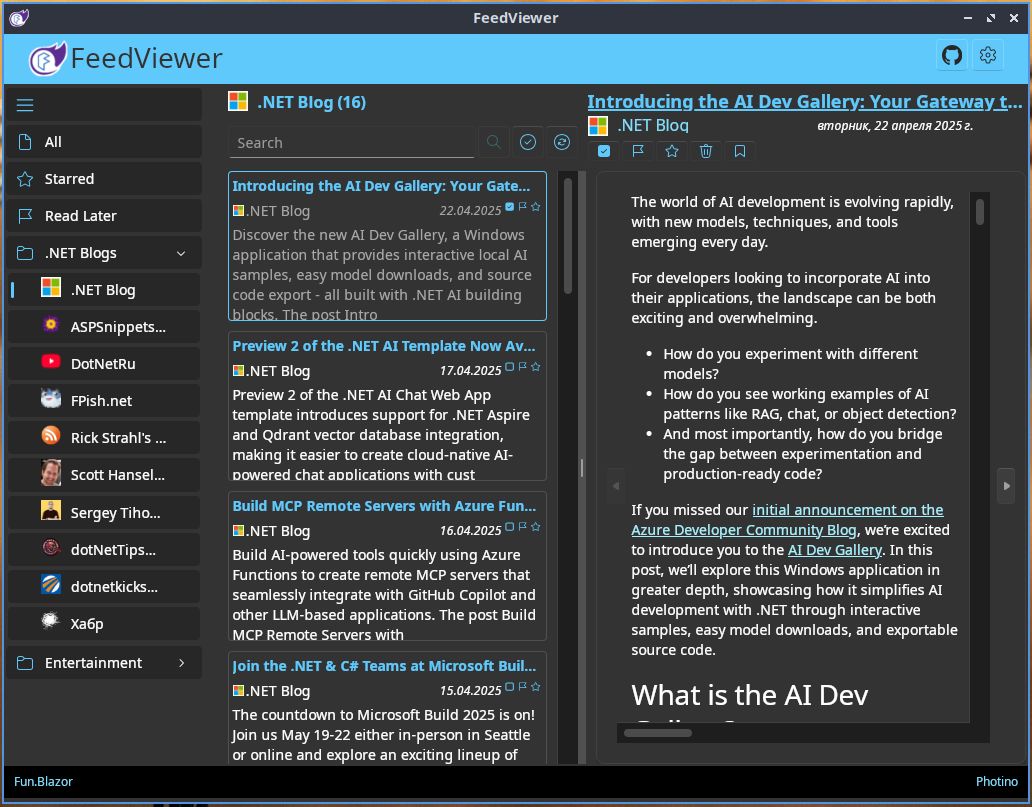 FeedViewer
FeedViewer
All
Starred
Read Later
.NET Blogs
.NET Blog
ASPSnippets...
DotNetRu
FPish.net
Rick Strahl's ...
Scott Hansel...
Sergey Tiho...
dotNetTips...
dotnetkicks...
Хабр
Entertainment
.NET Blog (16)
Search
Introducing the AI Dev Gallery: Your Gate...
.NET Blog 22.04.2025
Discover the new AI Dev Gallery, a Windows
application that provides interactive local AI
samples, easy model downloads, and source
code export - all built with .NET AI building
blocks. The post Intro
Preview 2 of the .NET AI Template Now Av...
.NET Blog 17.04.2025
Preview 2 of the .NET AI Chat Web App
template introduces support for .NET Aspire
and Qdrant vector database integration,
making it easier to create cloud-native AI-
powered chat applications with cust
Build MCP Remote Servers with Azure Fun...
.NET Blog 16.04.2025
Build AI-powered tools quickly using Azure
Functions to create remote MCP servers that
seamlessly integrate with GitHub Copilot and
other LLM-based applications. The post Build
MCP Remote Servers with
Join the .NET & C# Teams at Microsoft Buil...
.NET Blog 15.04.2025
The countdown to Microsoft Build 2025 is on!
Join us May 19-22 either in-person in Seattle
or online and explore an exciting lineup of
Introducing the AI Dev Gallery: Your Gateway t...
.NET Blog вторник, 22 апреля 2025 г.
The world of AI development is evolving rapidly,
with new models, techniques, and tools
emerging every day.
For developers looking to incorporate AI into
their applications, the landscape can be both
exciting and overwhelming.
• How do you experiment with different
models?
• How do you see working examples of AI
patterns like RAG, chat, or object detection?
• And most importantly, how do you bridge
the gap between experimentation and
production-ready code?
If you missed our initial announcement on the
Azure Developer Community Blog, we’re excited
to introduce you to the AI Dev Gallery. In this
post, we’ll explore this Windows application in
greater depth, showcasing how it simplifies AI
development with .NET through interactive
samples, easy model downloads, and exportable
source code.
What is the AI Dev
Fun.Blazor
Photino